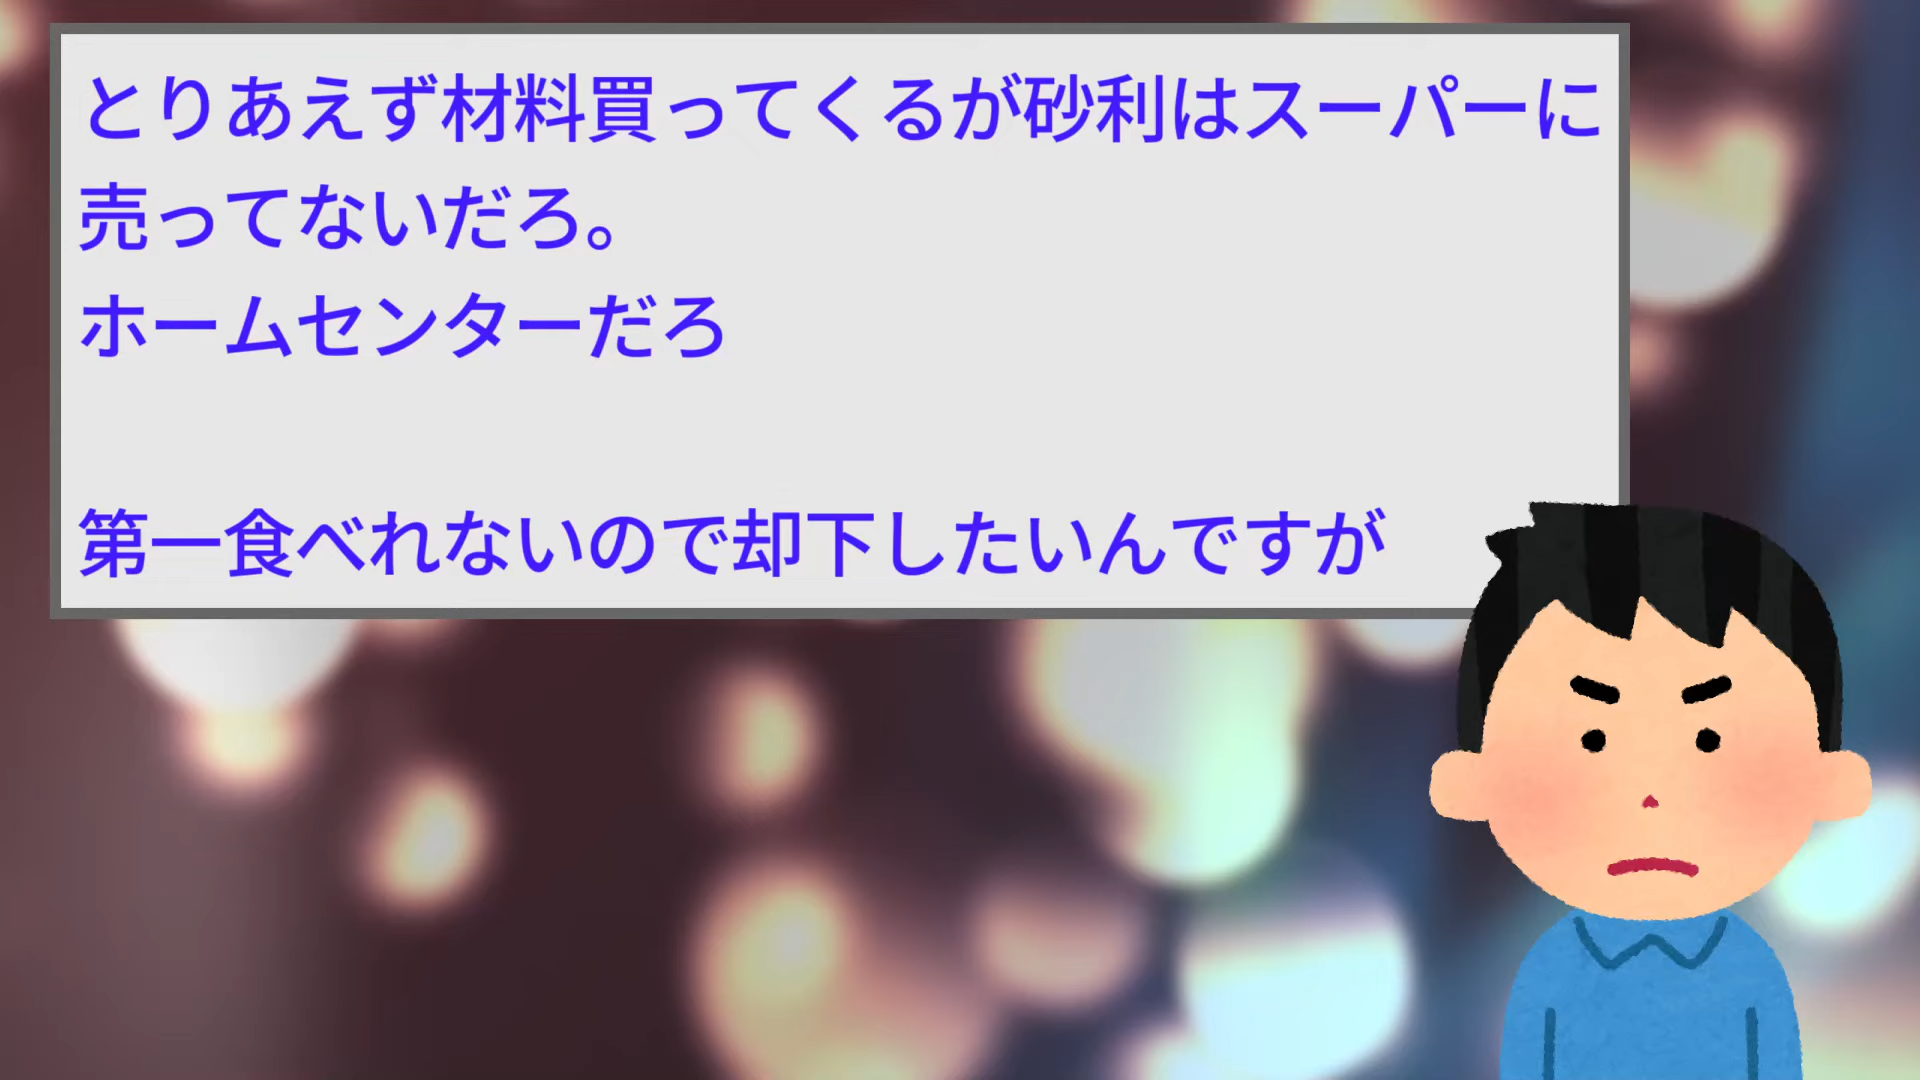 とりあえず材料買ってくるが砂利はスーパーに
売ってないだろ。
ホームセンターだろ
第一食べれないので却下したいんですが